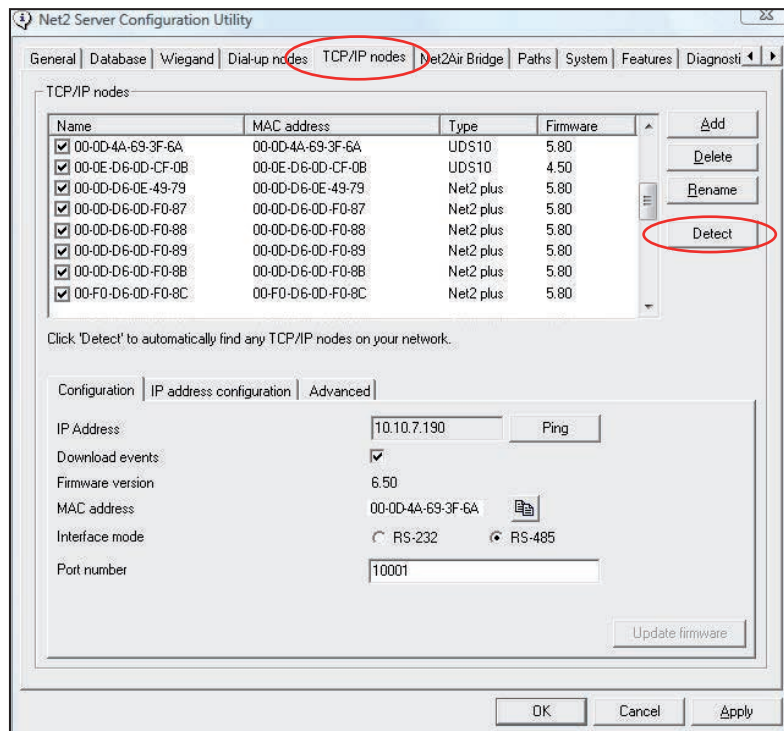 Net2 Server Configuration Utility
General Database Wiegand Dial-up nodes TCP/IP nodes Net2Air Bridge Paths System Features Diagnosti
TCP/IP nodes
Name MAC address Type Firmware
00-0D-4A-69-3F-6A 00-0D-4A-69-3F-6A UDS10 5.80
00-0E-D6-0D-CF-0B 00-0E-D6-0D-CF-0B UDS10 4.50
00-0D-D6-0E-49-79 00-0D-D6-0E-49-79 Net2 plus 5.80
00-0D-D6-0D-F0-87 00-0D-D6-0D-F0-87 Net2 plus 5.80
00-0D-D6-0D-F0-88 00-0D-D6-0D-F0-88 Net2 plus 5.80
00-0D-D6-0D-F0-89 00-0D-D6-0D-F0-89 Net2 plus 5.80
00-0D-D6-0D-F0-8B 00-0D-D6-0D-F0-8B Net2 plus 5.80
00-F0-D6-0D-F0-8C 00-F0-D6-0D-F0-8C Net2 plus 5.80
Add
Delete
Rename
Detect
Click 'Detect' to automatically find any TCP/IP nodes on your network.
Configuration IP address configuration Advanced
IP Address 10.10.7.190 Ping
Download events
Firmware version 6.50
MAC address 00-0D-4A-69-3F-6A
Interface mode RS-232 RS-485
Port number 10001
Update firmware
OK Cancel Apply